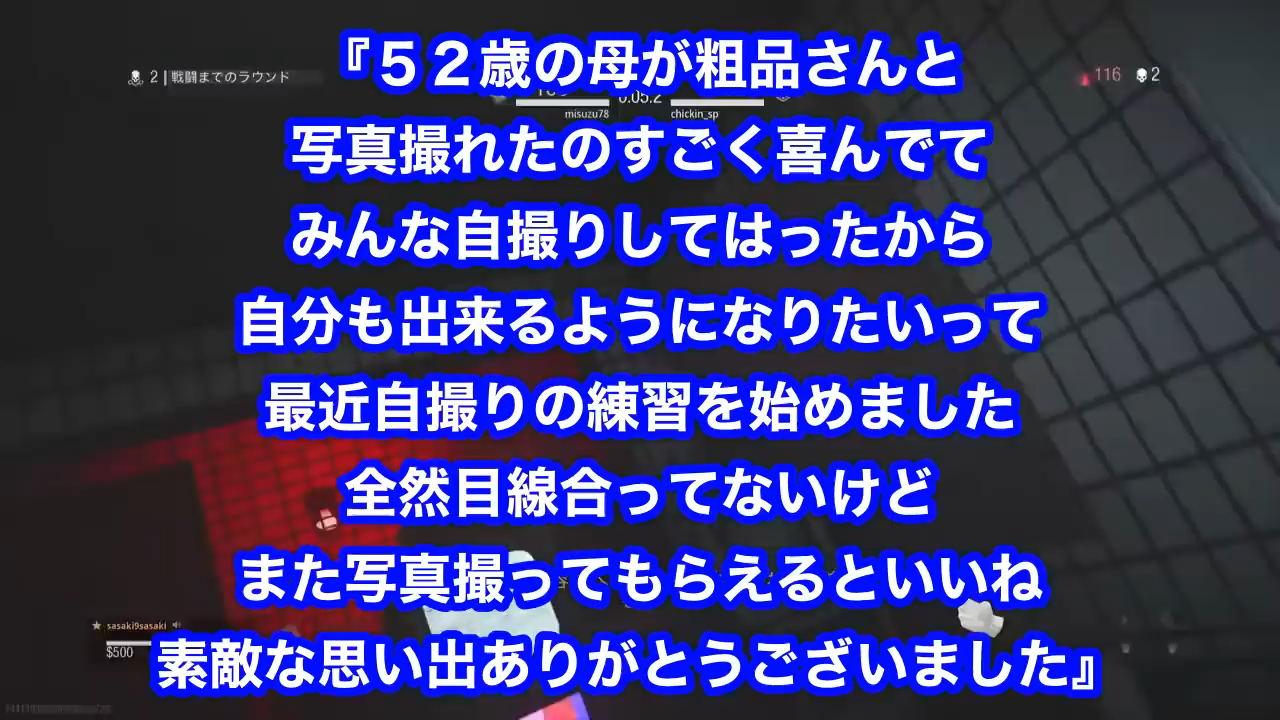 『５２歳の母が粗品さんと
2 | 戦闘までのラウンド
116
2
0:05.2
misuzu78
chickin_sp
写真撮れたのすごく喜んでて
みんな自撮りしてはったから
自分も出来るようになりたいって
最近自撮りの練習を始めました
全然目線合ってないけど
また写真撮ってもらえるといいね
sasaki9sasaki
$500
素敵な思い出ありがとうございました』